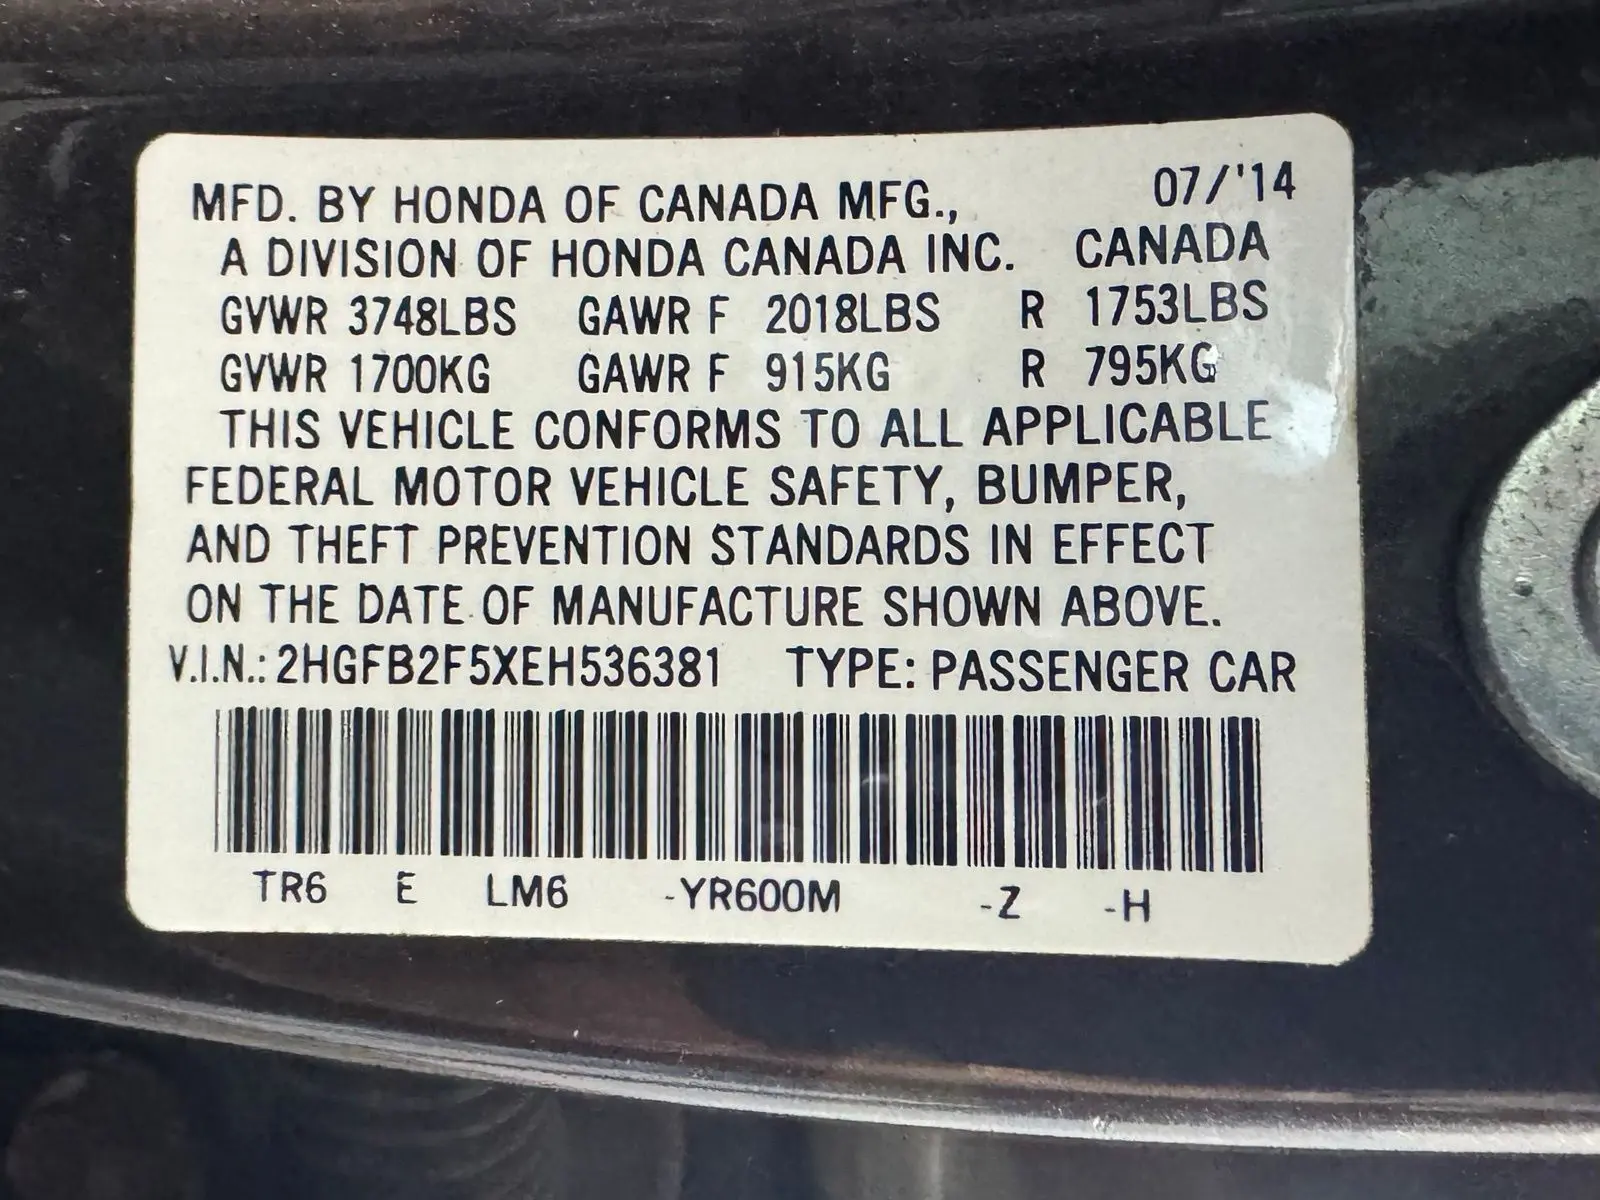 MFD. BY HONDA OF CANADA MFG., 07/'14
A DIVISION OF HONDA CANADA INC. CANADA
GVWR 3748LBS GAWR F 2018LBS R 1753LBS
GVWR 1700KG GAWR F 915KG R 795KG
THIS VEHICLE CONFORMS TO ALL APPLICABLE
FEDERAL MOTOR VEHICLE SAFETY, BUMPER,
AND THEFT PREVENTION STANDARDS IN EFFECT
ON THE DATE OF MANUFACTURE SHOWN ABOVE.
V.I.N.: 2HGFB2F5XEH536381 TYPE: PASSENGER CAR
TR6 E LM6 -YR600M -Z -H